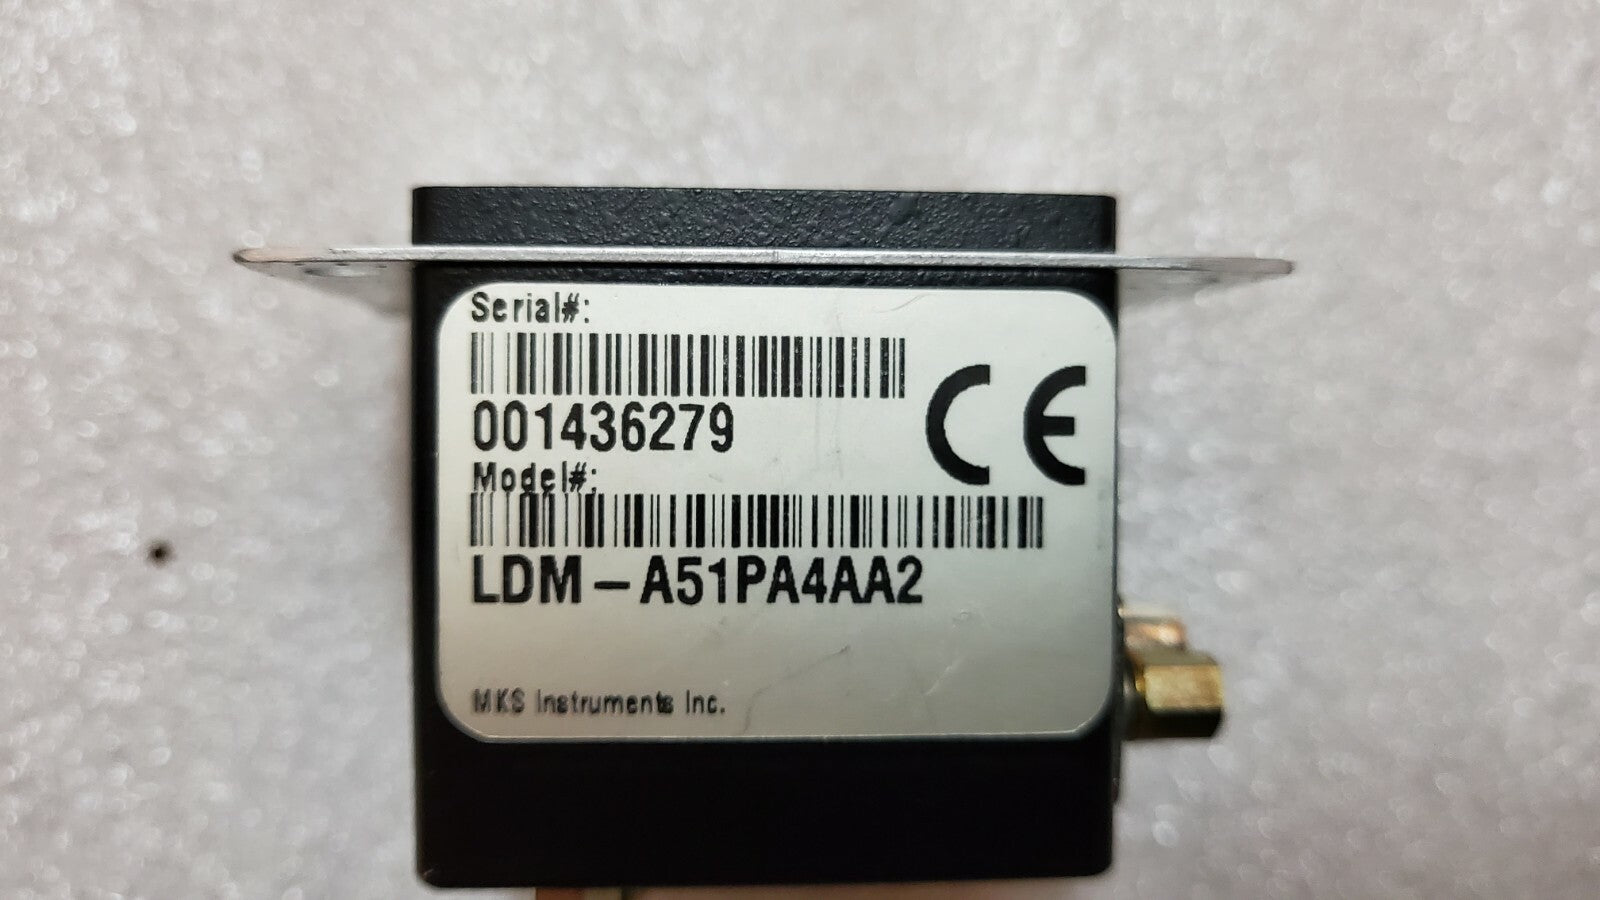 Serial#:
001436279
CE
Model#:
LDM-A51PA4AA2
MKS Instruments Inc.